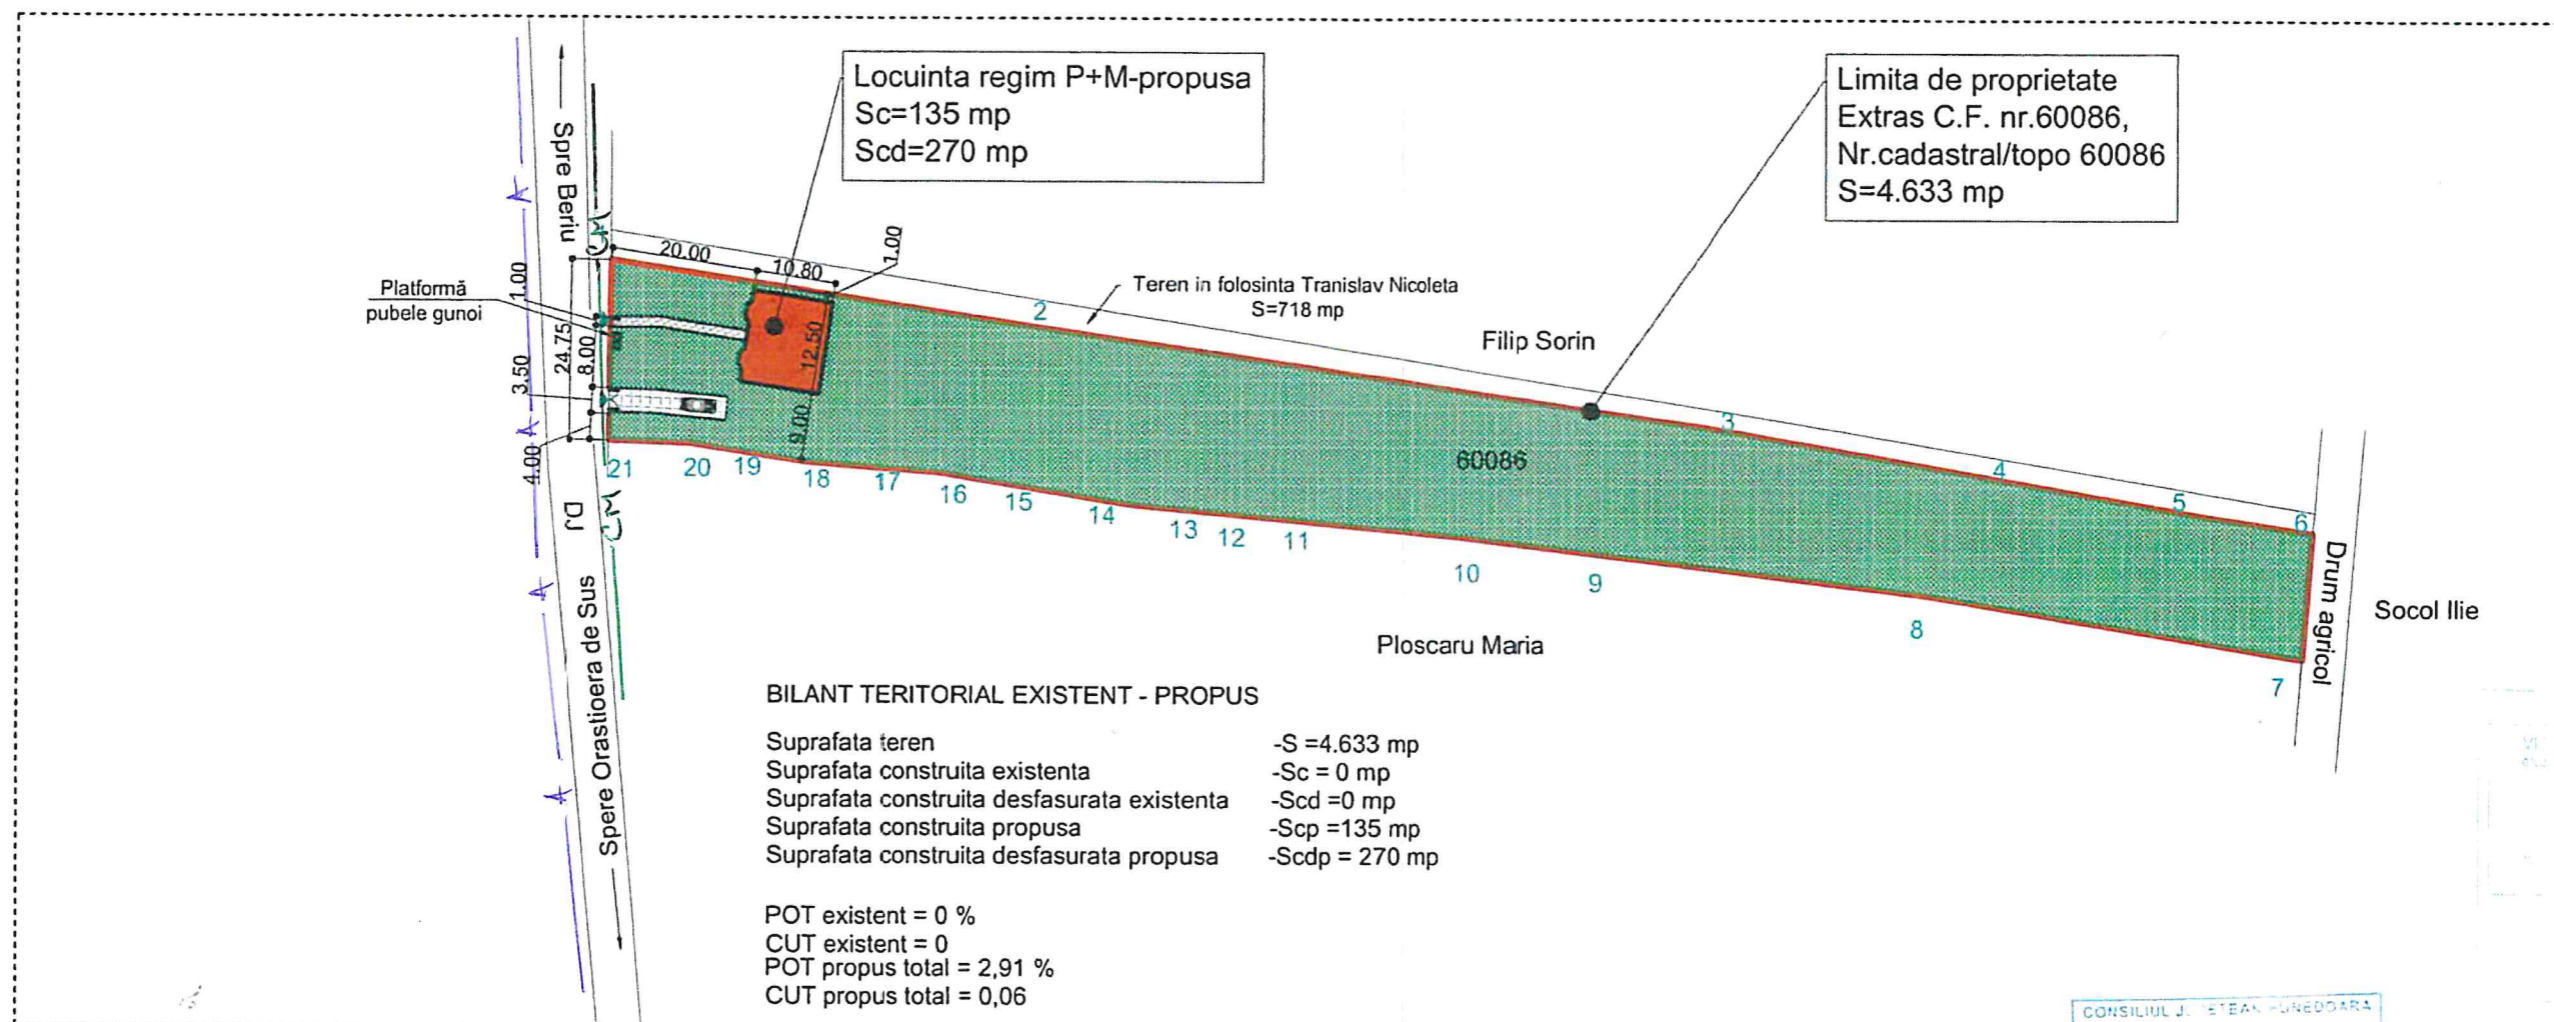 Locuinta regim P+M-propusa
Sc=135 mp
Scd=270 mp
Limita de proprietate
Extras C.F. nr.60086,
Nr.cadastral/topo 60086
S=4.633 mp
Spre Beriu
20.00
10.80
1.00
Teren in folosinta Tranislav Nicoleta
S=718 mp
Filip Sorin
Platformă
pubele gunoi
1.00
24.75
8.00
3.50
4.00
12.50
9.00
2
3
4
5
6
60086
21
20
19
18
17
16
15
14
13
12
11
10
9
8
7
DJ
Spere Orastioera de Sus
Drum agricol
Socol Ilie
Ploscaru Maria
BILANT TERITORIAL EXISTENT - PROPUS
Suprafata teren -S =4.633 mp
Suprafata construita existenta -Sc = 0 mp
Suprafata construita desfasurata existenta -Scd =0 mp
Suprafata construita propusa -Scp =135 mp
Suprafata construita desfasurata propusa -Scdp = 270 mp
POT existent = 0 %
CUT existent = 0
POT propus total = 2,91 %
CUT propus total = 0,06
A
A
A
A
CONSILIUL JUDETEAN HUNEDOARA